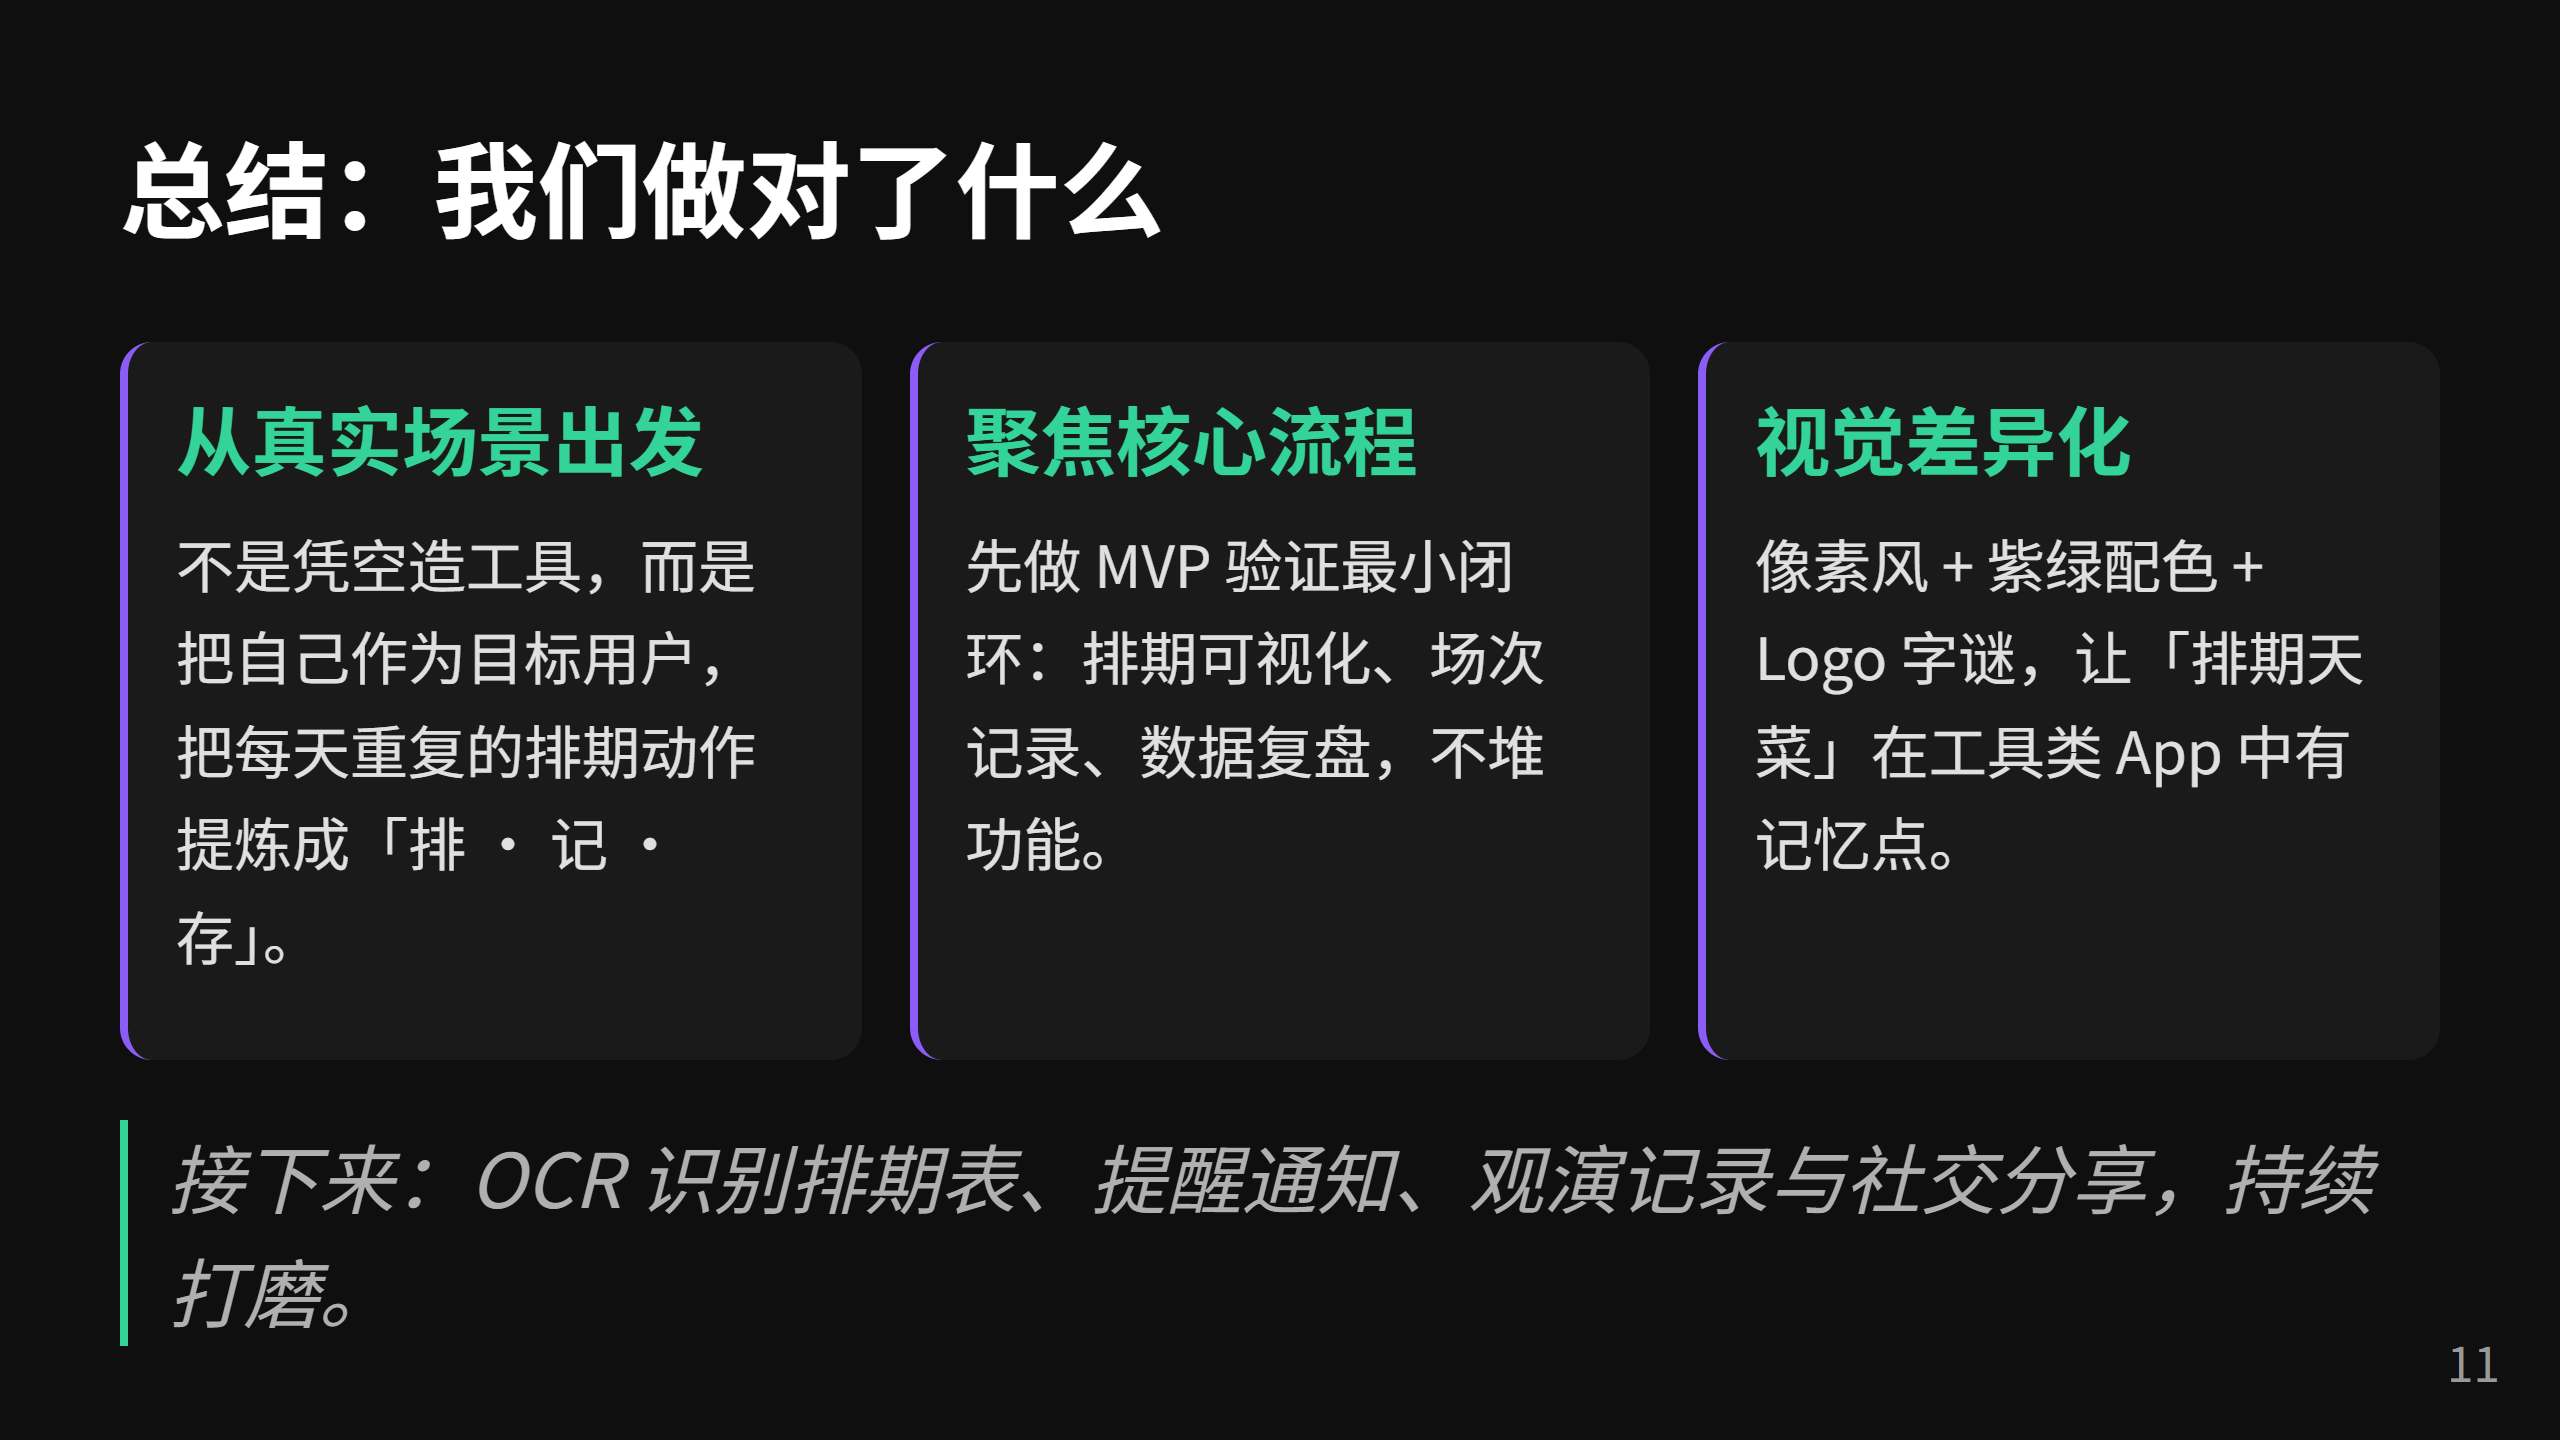 总结：我们做对了什么
从真实场景出发
不是凭空造工具，而是
把自己作为目标用户，
把每天重复的排期动作
提炼成「排 · 记 ·
存」。
聚焦核心流程
先做 MVP 验证最小闭
环：排期可视化、场次
记录、数据复盘，不堆
功能。
视觉差异化
像素风 + 紫绿配色 +
Logo 字谜，让「排期天
菜」在工具类 App 中有
记忆点。
接下来：OCR 识别排期表、提醒通知、观演记录与社交分享，持续
打磨。
11